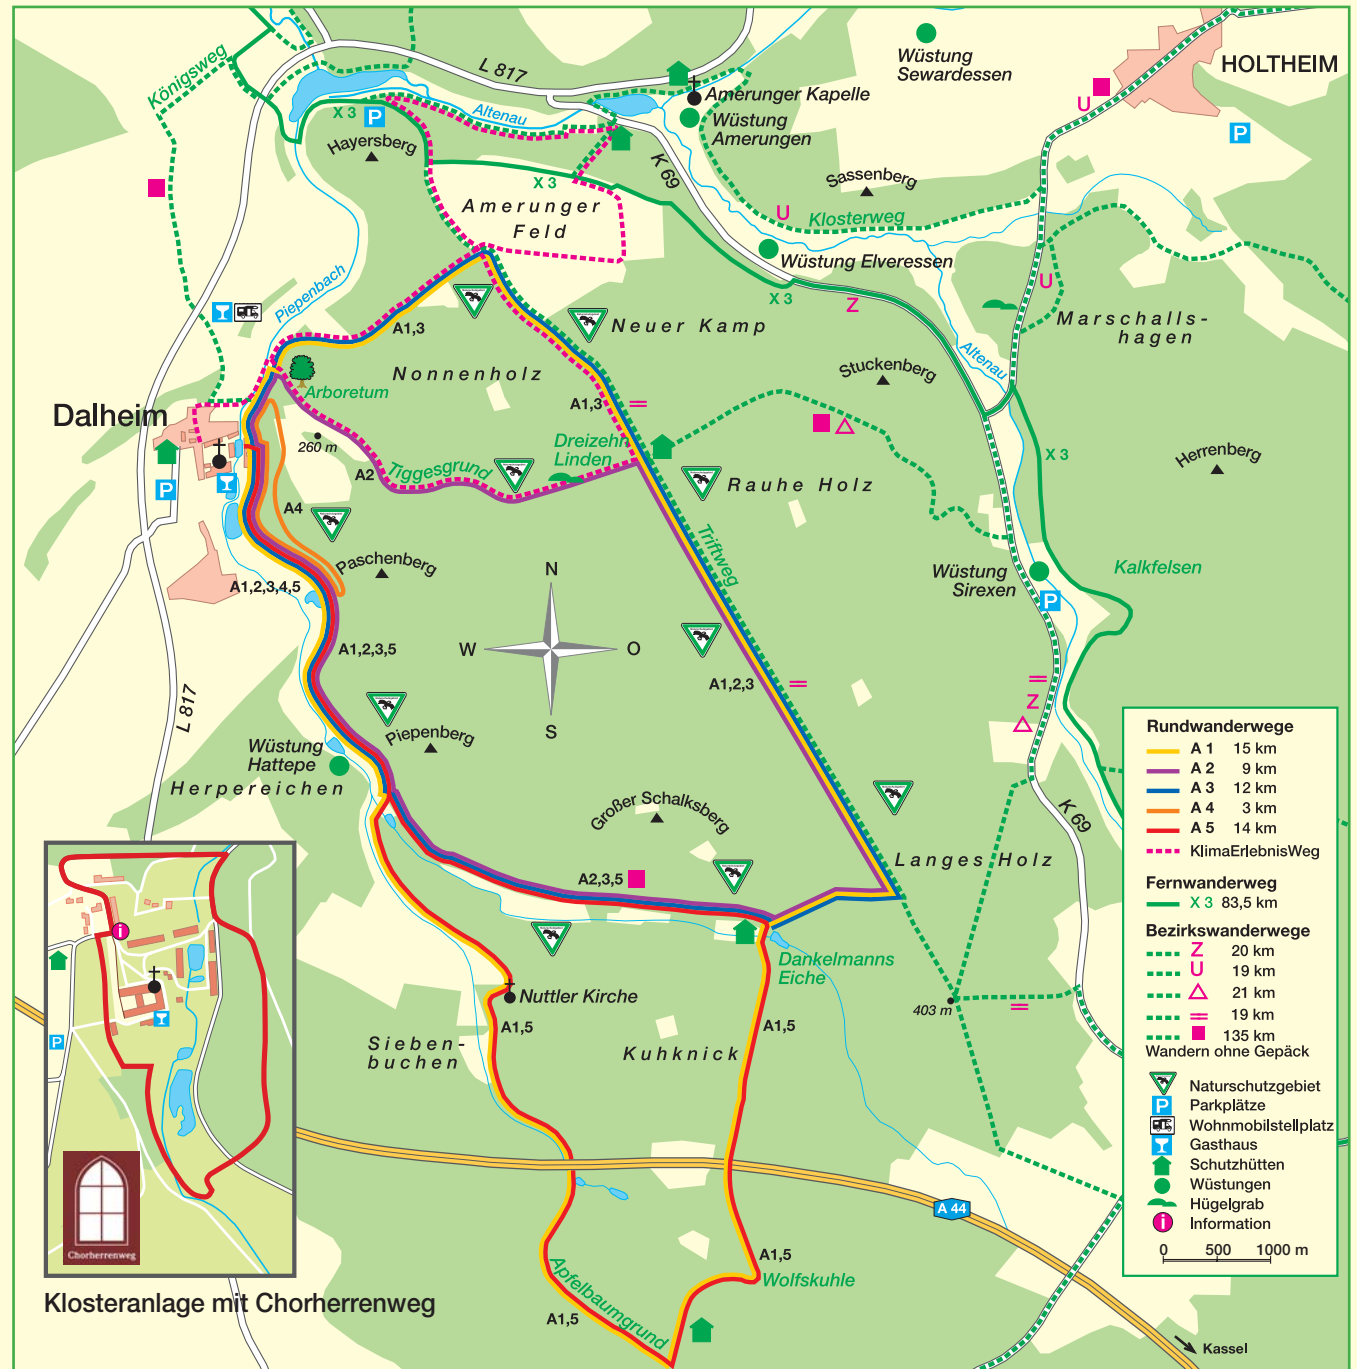 Königsweg
L 817
Wüstung
Sewardessen
HOLTHEIM
U
X 3
P
Altenau
Amerunger Kapelle
Wüstung
Amerungen
P
Hayersberg
K 69
X 3
Sassenberg
Amerunger
Feld
U
Klosterweg
Wüstung Elveressen
Piepenbach
X 3
Z
U
A1,3
Neuer Kamp
Marschalls-
hagen
Nonnenholz
Stuckenberg
Altenau
Arboretum
A1,3
Dalheim
260 m
Dreizehn
Linden
X 3
Herrenberg
A2
Tiggesgrund
Rauhe Holz
P
A4
Triftweg
Paschenberg
Wüstung
Sirexen
Kalkfelsen
P
A1,2,3,4,5
N
W
O
S
A1,2,3,5
A1,2,3
Z
L 817
Piepenberg
Wüstung
Hattepe
Herpereichen
Großer Schalksberg
K 69
Langes Holz
A2,3,5
Dankelmanns
Eiche
403 m
Nuttler Kirche
A1,5
A1,5
Sieben-
buchen
Kuhknick
A 44
A1,5
Wolfskuhle
Apfelbaumgrund
A1,5
Kassel
i
P
Chorherrenweg
Klosteranlage mit Chorherrenweg
Rundwanderwege
A 1 15 km
A 2 9 km
A 3 12 km
A 4 3 km
A 5 14 km
KlimaErlebnisWeg
Fernwanderweg
X 3 83,5 km
Bezirkswanderwege
Z 20 km
U 19 km
21 km
19 km
135 km
Wandern ohne Gepäck
Naturschutzgebiet
P Parkplätze
Wohnmobilstellplatz
Gasthaus
Schutzhütten
Wüstungen
Hügelgrab
i Information
0 500 1000 m